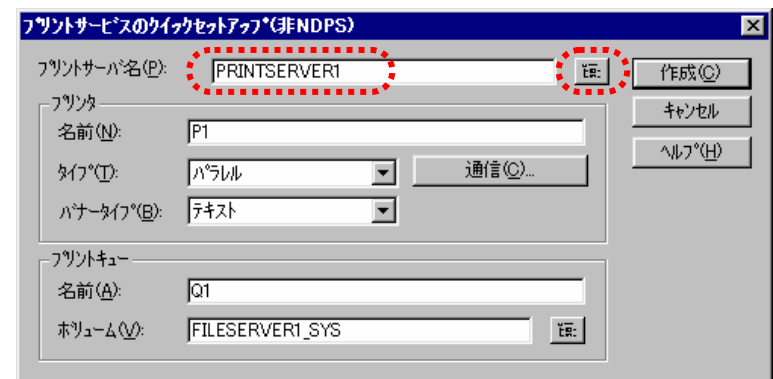 プリントサービスのクイックセットアップ(非NDPS)
プリントサーバ名(P): PRINTSERVER1
作成(C)
プリンタ
キャンセル
名前(N): P1
ヘルプ(H)
タイプ(T): パラレル 通信(C)...
バナータイプ(B): テキスト
プリントキュー
名前(A): Q1
ボリューム(V): FILESERVER1_SYS